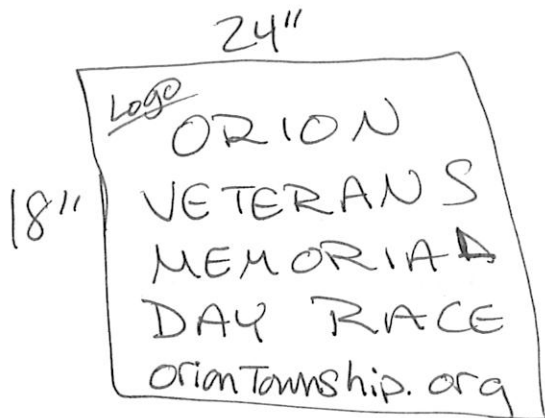 24"
Logo
ORION
18"
VETERANS
MEMORIAL
DAY RACE
orionTownship.org